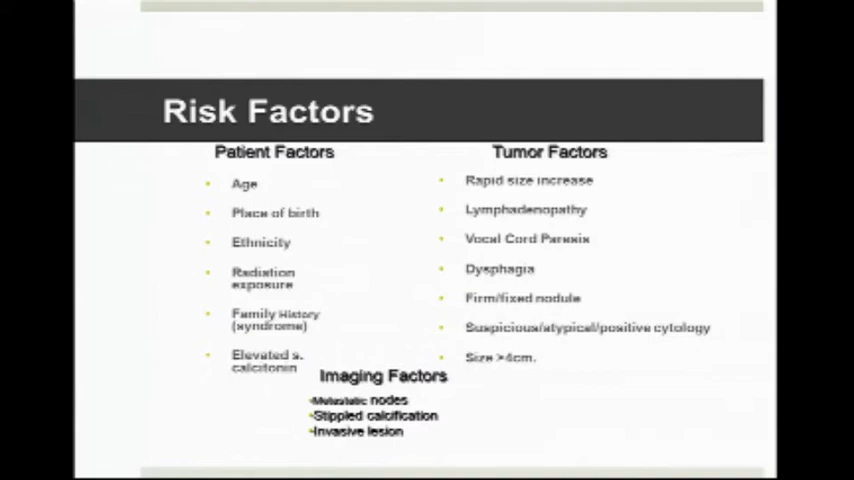 Risk Factors
Patient Factors
Age
Place of birth
Ethnicity
Radiation
exposure
Family History
(syndrome)
Elevated s.
calcitonin
Tumor Factors
Rapid size increase
Lymphadenopathy
Vocal Cord Paresis
Dysphagia
Firm/fixed nodule
Suspicious/atypical/positive cytology
Size >4cm.
Imaging Factors
Metastatic nodes
Stippled calcification
Invasive lesion